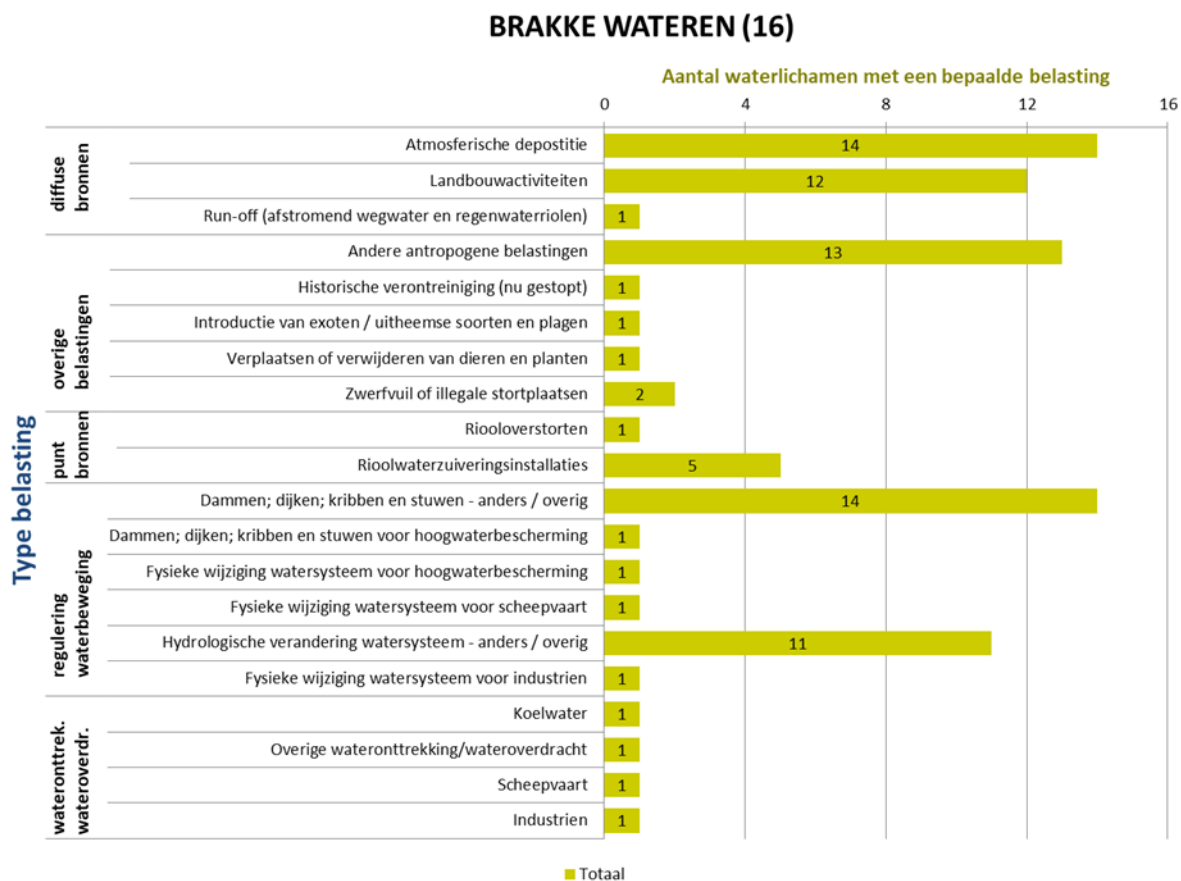 BRAKKE WATEREN (16)
Aantal waterlichamen met een bepaalde belasting
0 4 8 12 16
Type belasting
diffuse
bronnen
Atmosferische depostitie 14
Landbouwactiviteiten 12
Run-off (afstromend wegwater en regenwaterriolen) 1
overige
belastingen
Andere antropogene belastingen 13
Historische verontreiniging (nu gestopt) 1
Introductie van exoten / uitheemse soorten en plagen 1
Verplaatsen of verwijderen van dieren en planten 1
Zwerfvuil of illegale stortplaatsen 2
punt
bronnen
Riooloverstorten 1
Rioolwaterzuiveringsinstallaties 5
regulering
waterbeweging
Dammen; dijken; kribben en stuwen - anders / overig 14
Dammen; dijken; kribben en stuwen voor hoogwaterbescherming 1
Fysieke wijziging watersysteem voor hoogwaterbescherming 1
Fysieke wijziging watersysteem voor scheepvaart 1
Hydrologische verandering watersysteem - anders / overig 11
Fysieke wijziging watersysteem voor industrien 1
wateronttrek.
wateroverdr.
Koelwater 1
Overige wateronttrekking/wateroverdracht 1
Scheepvaart 1
Industrien 1
Totaal